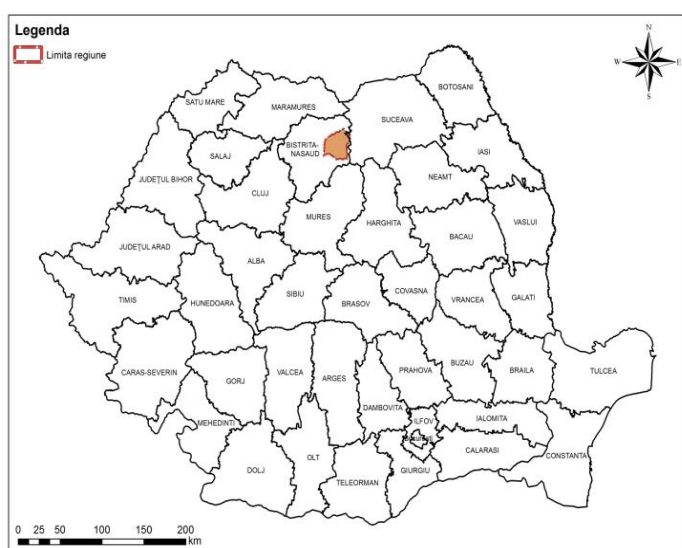 Legenda
Limita regiune
N
W E
S
BOTOSANI
SATU MARE
MARAMURES
SUCEAVA
BISTRITA-
NASAUD
IASI
SALAJ
NEAMT
JUDEŢUL BIHOR
CLUJ
MURES
HARGHITA
VASLUI
BACAU
JUDEŢUL ARAD
ALBA
COVASNA
TIMIS
HUNEDOARA
SIBIU
BRASOV
VRANCEA
GALATI
CARAS-SEVERIN
GORJ
VALCEA
ARGES
PRAHOVA
BUZAU
BRAILA
TULCEA
DAMBOVITA
MEHEDINTI
ILFOV
IALOMITA
CALARASI
CONSTANTA
DOLJ
OLT
TELEORMAN
GIURGIU
0 25 50 100 150 200
km